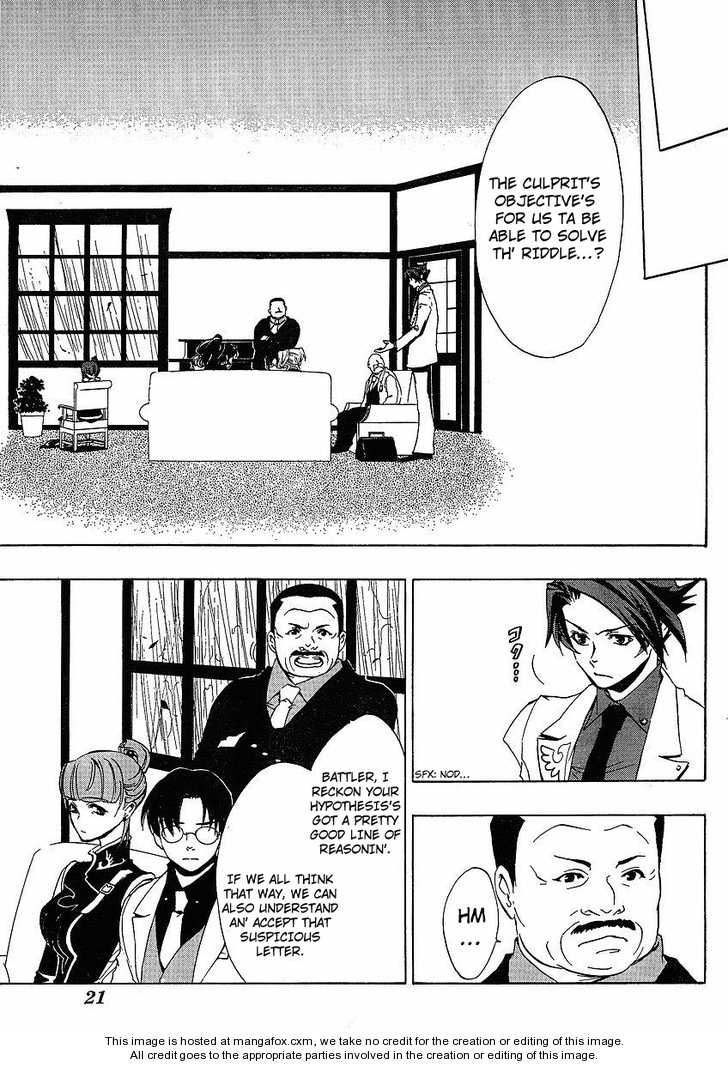 THE CULPRIT'S
OBJECTIVE'S
FOR US TA BE
ABLE TO SOLVE
TH' RIDDLE...?
コク...
SFX: NOD...
HM
...
BATTLER, I
RECKON YOUR
HYPOTHESIS'S
GOT A PRETTY
GOOD LINE OF
REASONIN'.
IF WE ALL THINK
THAT WAY, WE CAN
ALSO UNDERSTAND
AN' ACCEPT THAT
SUSPICIOUS
LETTER.
21
This image is hosted at mangafox.cxm, we take no credit for the creation or editing of this image.
All credit goes to the appropriate parties involved in the creation or editing of this image.